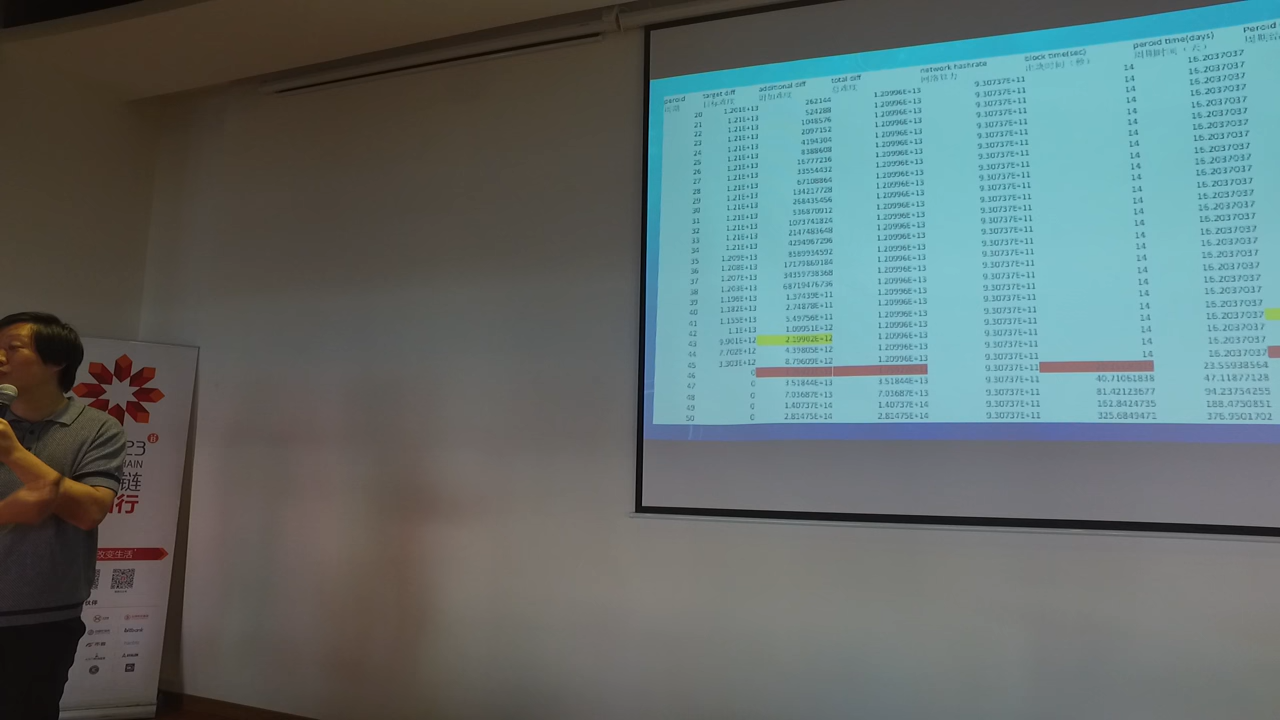 peroid target diff additional diff total diff network hashrate block time(sec) peroid time(days) Peroid
20 1.201E+13 262144 1.20996E+13 9.30737E+11 14 16.2037037
21 1.21E+13 524288 1.20996E+13 9.30737E+11 14 16.2037037
22 1.21E+13 1048576 1.20996E+13 9.30737E+11 14 16.2037037
23 1.21E+13 2097152 1.20996E+13 9.30737E+11 14 16.2037037
24 1.21E+13 4194304 1.20996E+13 9.30737E+11 14 16.2037037
25 1.21E+13 8388608 1.20996E+13 9.30737E+11 14 16.2037037
26 1.21E+13 16777216 1.20996E+13 9.30737E+11 14 16.2037037
27 1.21E+13 33554432 1.20996E+13 9.30737E+11 14 16.2037037
28 1.21E+13 67108864 1.20996E+13 9.30737E+11 14 16.2037037
29 1.21E+13 134217728 1.20996E+13 9.30737E+11 14 16.2037037
30 1.21E+13 268435456 1.20996E+13 9.30737E+11 14 16.2037037
31 1.21E+13 536870912 1.20996E+13 9.30737E+11 14 16.2037037
32 1.21E+13 1073741824 1.20996E+13 9.30737E+11 14 16.2037037
33 1.21E+13 2147483648 1.20996E+13 9.30737E+11 14 16.2037037
34 1.21E+13 4294967296 1.20996E+13 9.30737E+11 14 16.2037037
35 1.209E+13 8589934592 1.20996E+13 9.30737E+11 14 16.2037037
36 1.208E+13 17179869184 1.20996E+13 9.30737E+11 14 16.2037037
37 1.207E+13 34359738368 1.20996E+13 9.30737E+11 14 16.2037037
38 1.203E+13 68719476736 1.20996E+13 9.30737E+11 14 16.2037037
39 1.196E+13 1.37439E+11 1.20996E+13 9.30737E+11 14 16.2037037
40 1.182E+13 2.74878E+11 1.20996E+13 9.30737E+11 14 16.2037037
41 1.155E+13 5.49756E+11 1.20996E+13 9.30737E+11 14 16.2037037
42 1.1E+13 1.09951E+12 1.20996E+13 9.30737E+11 14 16.2037037
43 9.901E+12 2.19902E+12 1.20996E+13 9.30737E+11 14 16.2037037
44 7.702E+12 4.39805E+12 1.20996E+13 9.30737E+11 14 16.2037037
45 3.303E+12 8.79609E+12 1.20996E+13 9.30737E+11 14 16.2037037
46 0 9.30737E+11 23.55938564
47 0 3.51844E+13 3.51844E+13 9.30737E+11 40.71061838 47.11877128
48 0 7.03687E+13 7.03687E+13 9.30737E+11 81.42123677 94.23754255
49 0 1.40737E+14 1.40737E+14 9.30737E+11 162.8424735 188.4750851
50 0 2.81475E+14 2.81475E+14 9.30737E+11 325.6849471 376.9501702
23
AIN
链
行
改变生活
伙伴